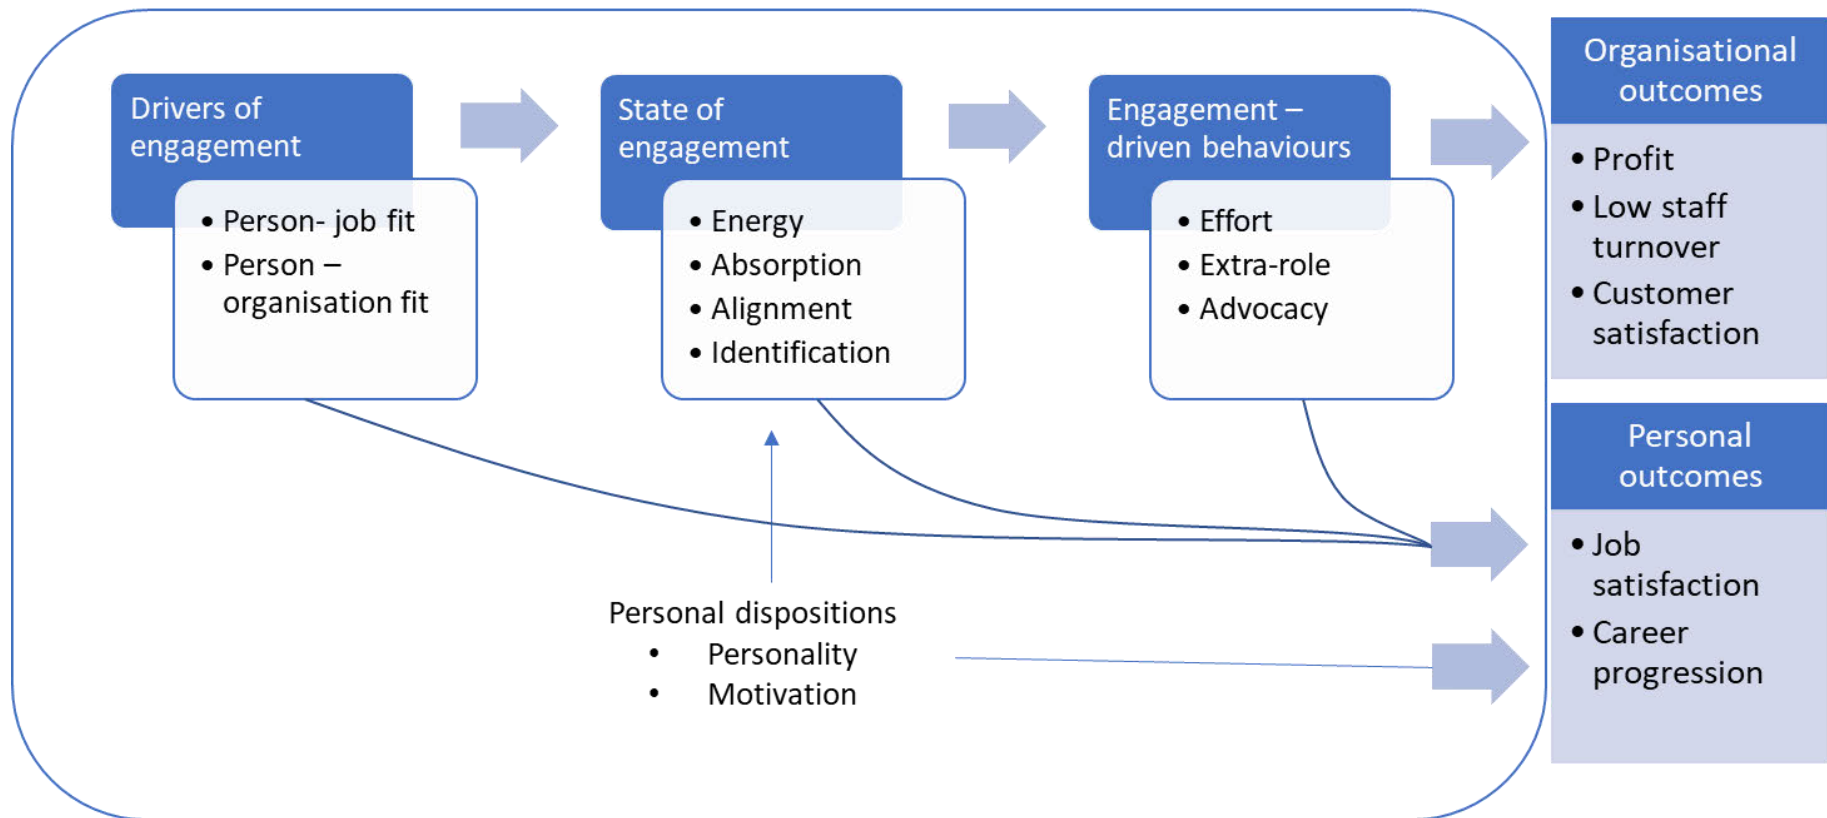 Drivers of
engagement
• Person- job fit
• Person –
organisation fit
State of
engagement
• Energy
• Absorption
• Alignment
• Identification
Engagement –
driven behaviours
• Effort
• Extra-role
• Advocacy
Organisational
outcomes
• Profit
• Low staff
turnover
• Customer
satisfaction
Personal
outcomes
• Job
satisfaction
• Career
progression
Personal dispositions
• Personality
• Motivation